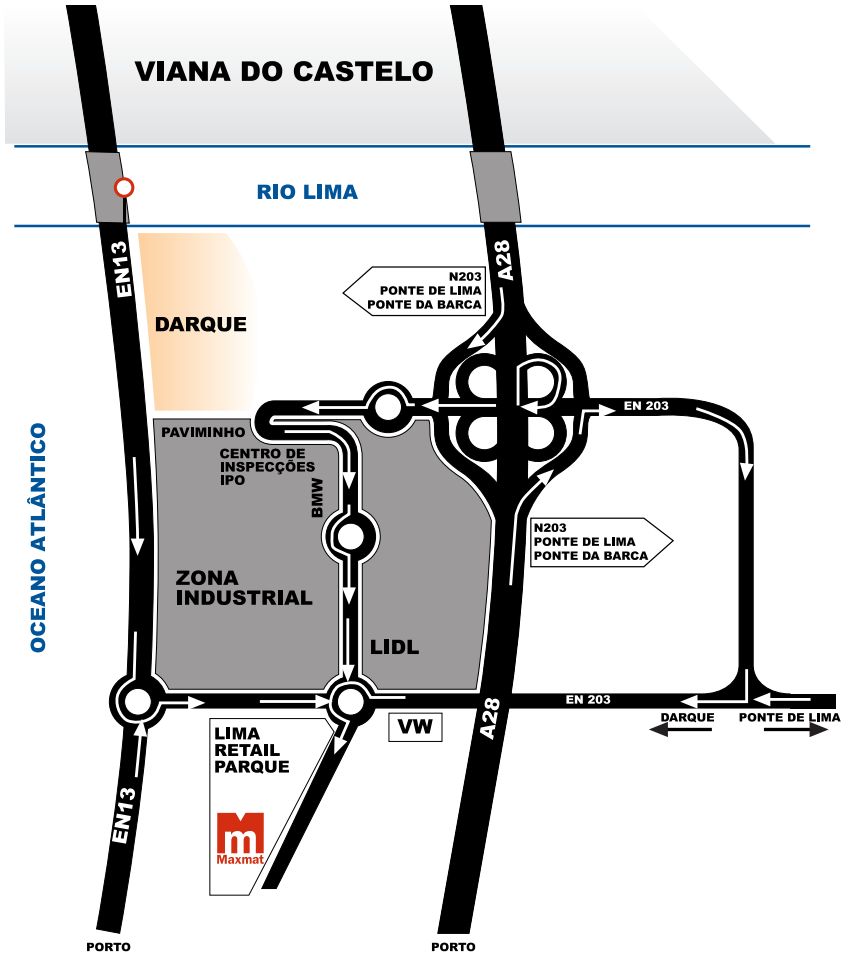 VIANA DO CASTELO
RIO LIMA
EN13
A28
N203
PONTE DE LIMA
PONTE DA BARCA
DARQUE
EN 203
OCEANO ATLÂNTICO
PAVIMINHO
CENTRO DE
INSPECÇÕES
IPO
BMW
N203
PONTE DE LIMA
PONTE DA BARCA
ZONA
INDUSTRIAL
LIDL
EN 203
A28
DARQUE
PONTE DE LIMA
VW
LIMA
RETAIL
PARQUE
EN13
m
Maxmat
PORTO
PORTO